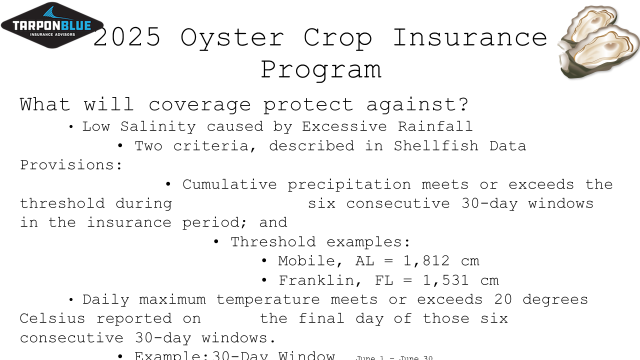 TARPONBLUE
INSURANCE ADVISORS
2025 Oyster Crop Insurance
Program
What will coverage protect against?
• Low Salinity caused by Excessive Rainfall
• Two criteria, described in Shellfish Data
Provisions:
• Cumulative precipitation meets or exceeds the
threshold during six consecutive 30-day windows
in the insurance period; and
• Threshold examples:
• Mobile, AL = 1,812 cm
• Franklin, FL = 1,531 cm
• Daily maximum temperature meets or exceeds 20 degrees
Celsius reported on the final day of those six
consecutive 30-day windows.
• Example: 30-Day Window June 1 – June 30